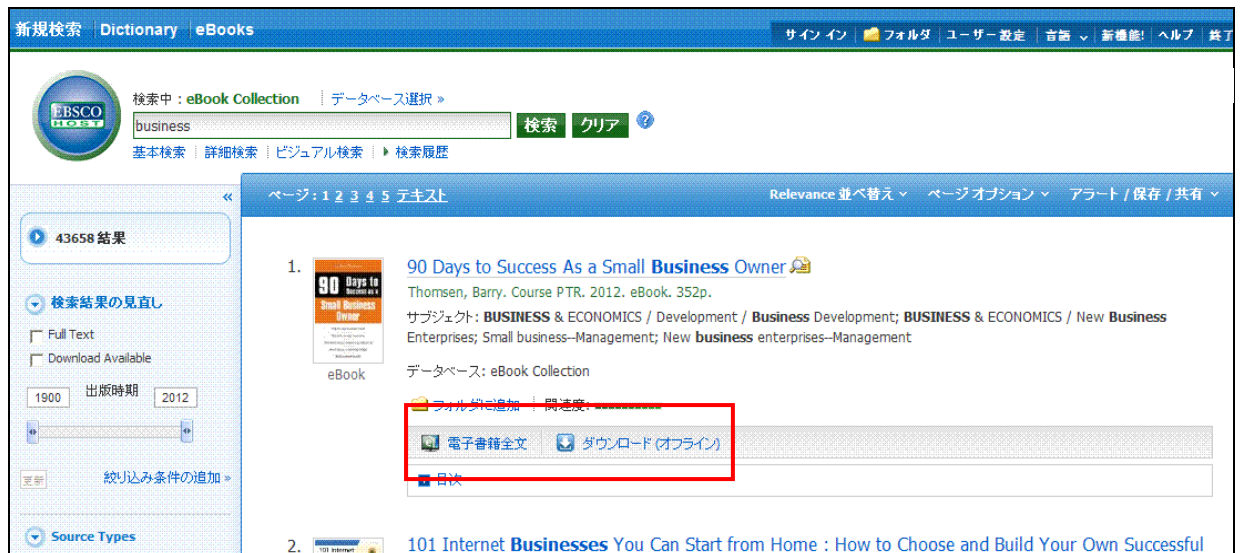 新規検索 Dictionary eBooks
サイン イン フォルダ ユーザー設定 言語 新機能! ヘルプ 終了
EBSCO
HOST
検索中 : eBook Collection データベース選択 »
business 検索 クリア ?
基本検索 詳細検索 ビジュアル検索 検索履歴
«
ページ : 1 2 3 4 5 テキスト Relevance 並べ替え ページ オプション アラート / 保存 / 共有
43658 結果
検索結果の見直し
Full Text
Download Available
出版時期
1900 2012
更新 絞り込み条件の追加 »
Source Types
1.
90 Days to
Success as a
Small Business
Owner
eBook
90 Days to Success As a Small Business Owner
Thomsen, Barry. Course PTR. 2012. eBook. 352p.
サブジェクト: BUSINESS & ECONOMICS / Development / Business Development; BUSINESS & ECONOMICS / New Business
Enterprises; Small business--Management; New business enterprises--Management
データベース: eBook Collection
フォルダに追加 関連度:
電子書籍全文 ダウンロード (オフライン)
目次
2.
101 Internet
101 Internet Businesses You Can Start from Home : How to Choose and Build Your Own Successful